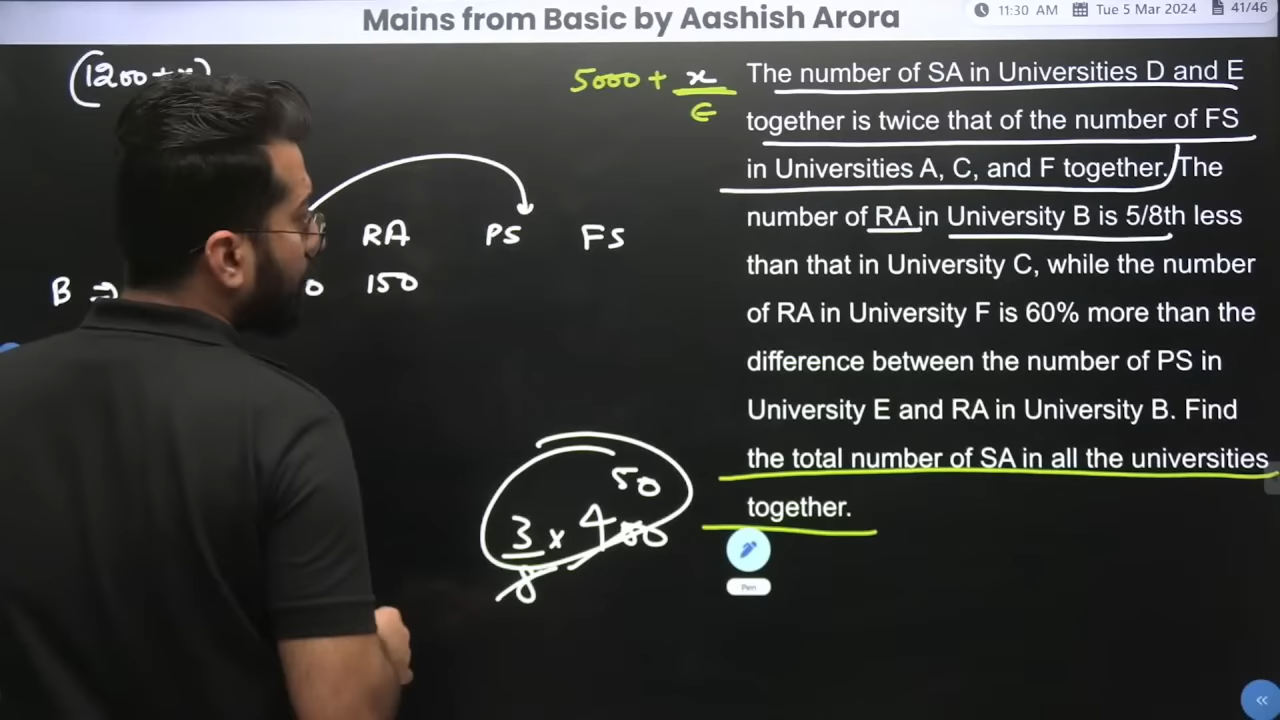 Mains from Basic by Aashish Arora
11:30 AM Tue 5 Mar 2024 41/46
(1200+x)
5000 + x/E
The number of SA in Universities D and E
together is twice that of the number of FS
in Universities A, C, and F together. The
number of RA in University B is 5/8th less
than that in University C, while the number
of RA in University F is 60% more than the
difference between the number of PS in
University E and RA in University B. Find
the total number of SA in all the universities
together.
RA PS FS
B ⇒ 0 150
50
3/8 × 400
Pen